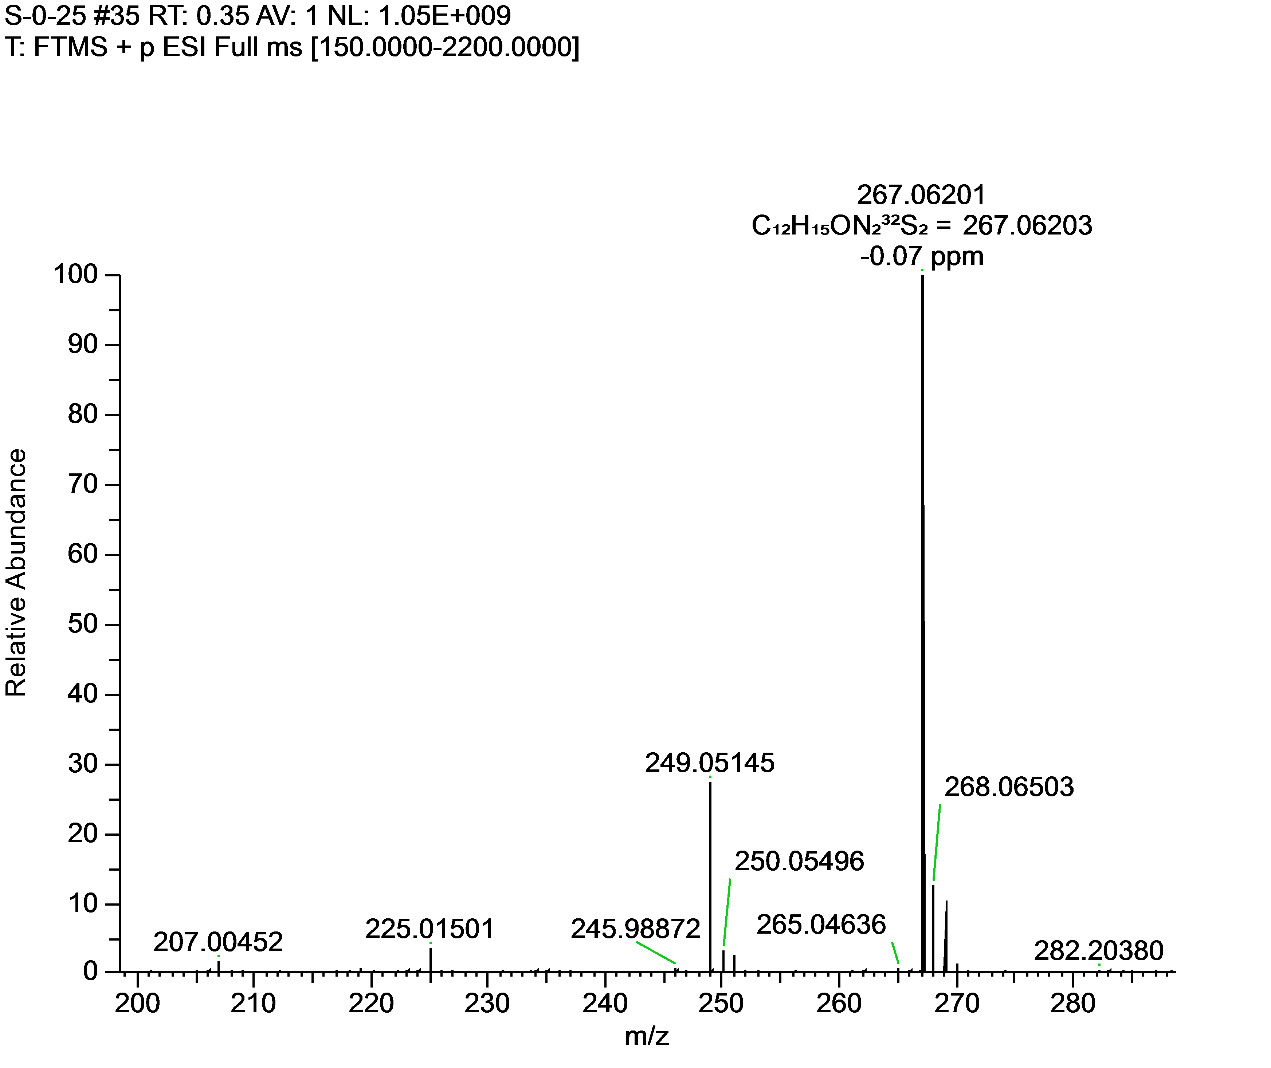 S-0-25 #35 RT: 0.35 AV: 1 NL: 1.05E+009
T: FTMS + p ESI Full ms [150.0000-2200.0000]
267.06201
C₁₂H₁₅ON₂³²S₂ = 267.06203
-0.07 ppm
100
90
80
70
60
50
40
30
20
10
0
Relative Abundance
249.05145
268.06503
250.05496
207.00452
225.01501
245.98872
265.04636
282.20380
200 210 220 230 240 250 260 270 280
m/z